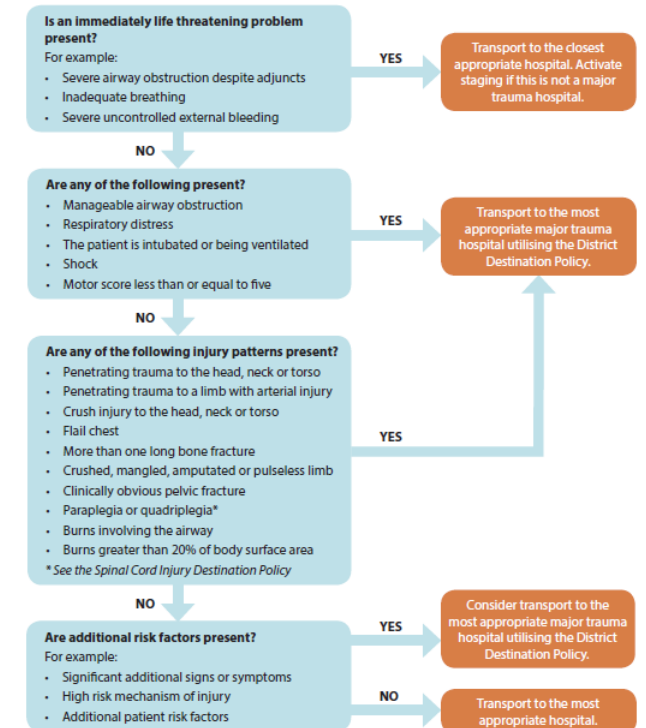 Is an immediately life threatening problem
present?
For example:
• Severe airway obstruction despite adjuncts
• Inadequate breathing
• Severe uncontrolled external bleeding
YES
Transport to the closest
appropriate hospital. Activate
staging if this is not a major
trauma hospital.
NO
Are any of the following present?
• Manageable airway obstruction
• Respiratory distress
• The patient is intubated or being ventilated
• Shock
• Motor score less than or equal to five
YES
Transport to the most
appropriate major trauma
hospital utilising the District
Destination Policy.
NO
Are any of the following injury patterns present?
• Penetrating trauma to the head, neck or torso
• Penetrating trauma to a limb with arterial injury
• Crush injury to the head, neck or torso
• Flail chest
• More than one long bone fracture
• Crushed, mangled, amputated or pulseless limb
• Clinically obvious pelvic fracture
• Paraplegia or quadriplegia*
• Burns involving the airway
• Burns greater than 20% of body surface area
* See the Spinal Cord Injury Destination Policy
YES
NO
Are additional risk factors present?
For example:
• Significant additional signs or symptoms
• High risk mechanism of injury
• Additional patient risk factors
YES
Consider transport to the
most appropriate major trauma
hospital utilising the District
Destination Policy.
NO
Transport to the most
appropriate hospital.